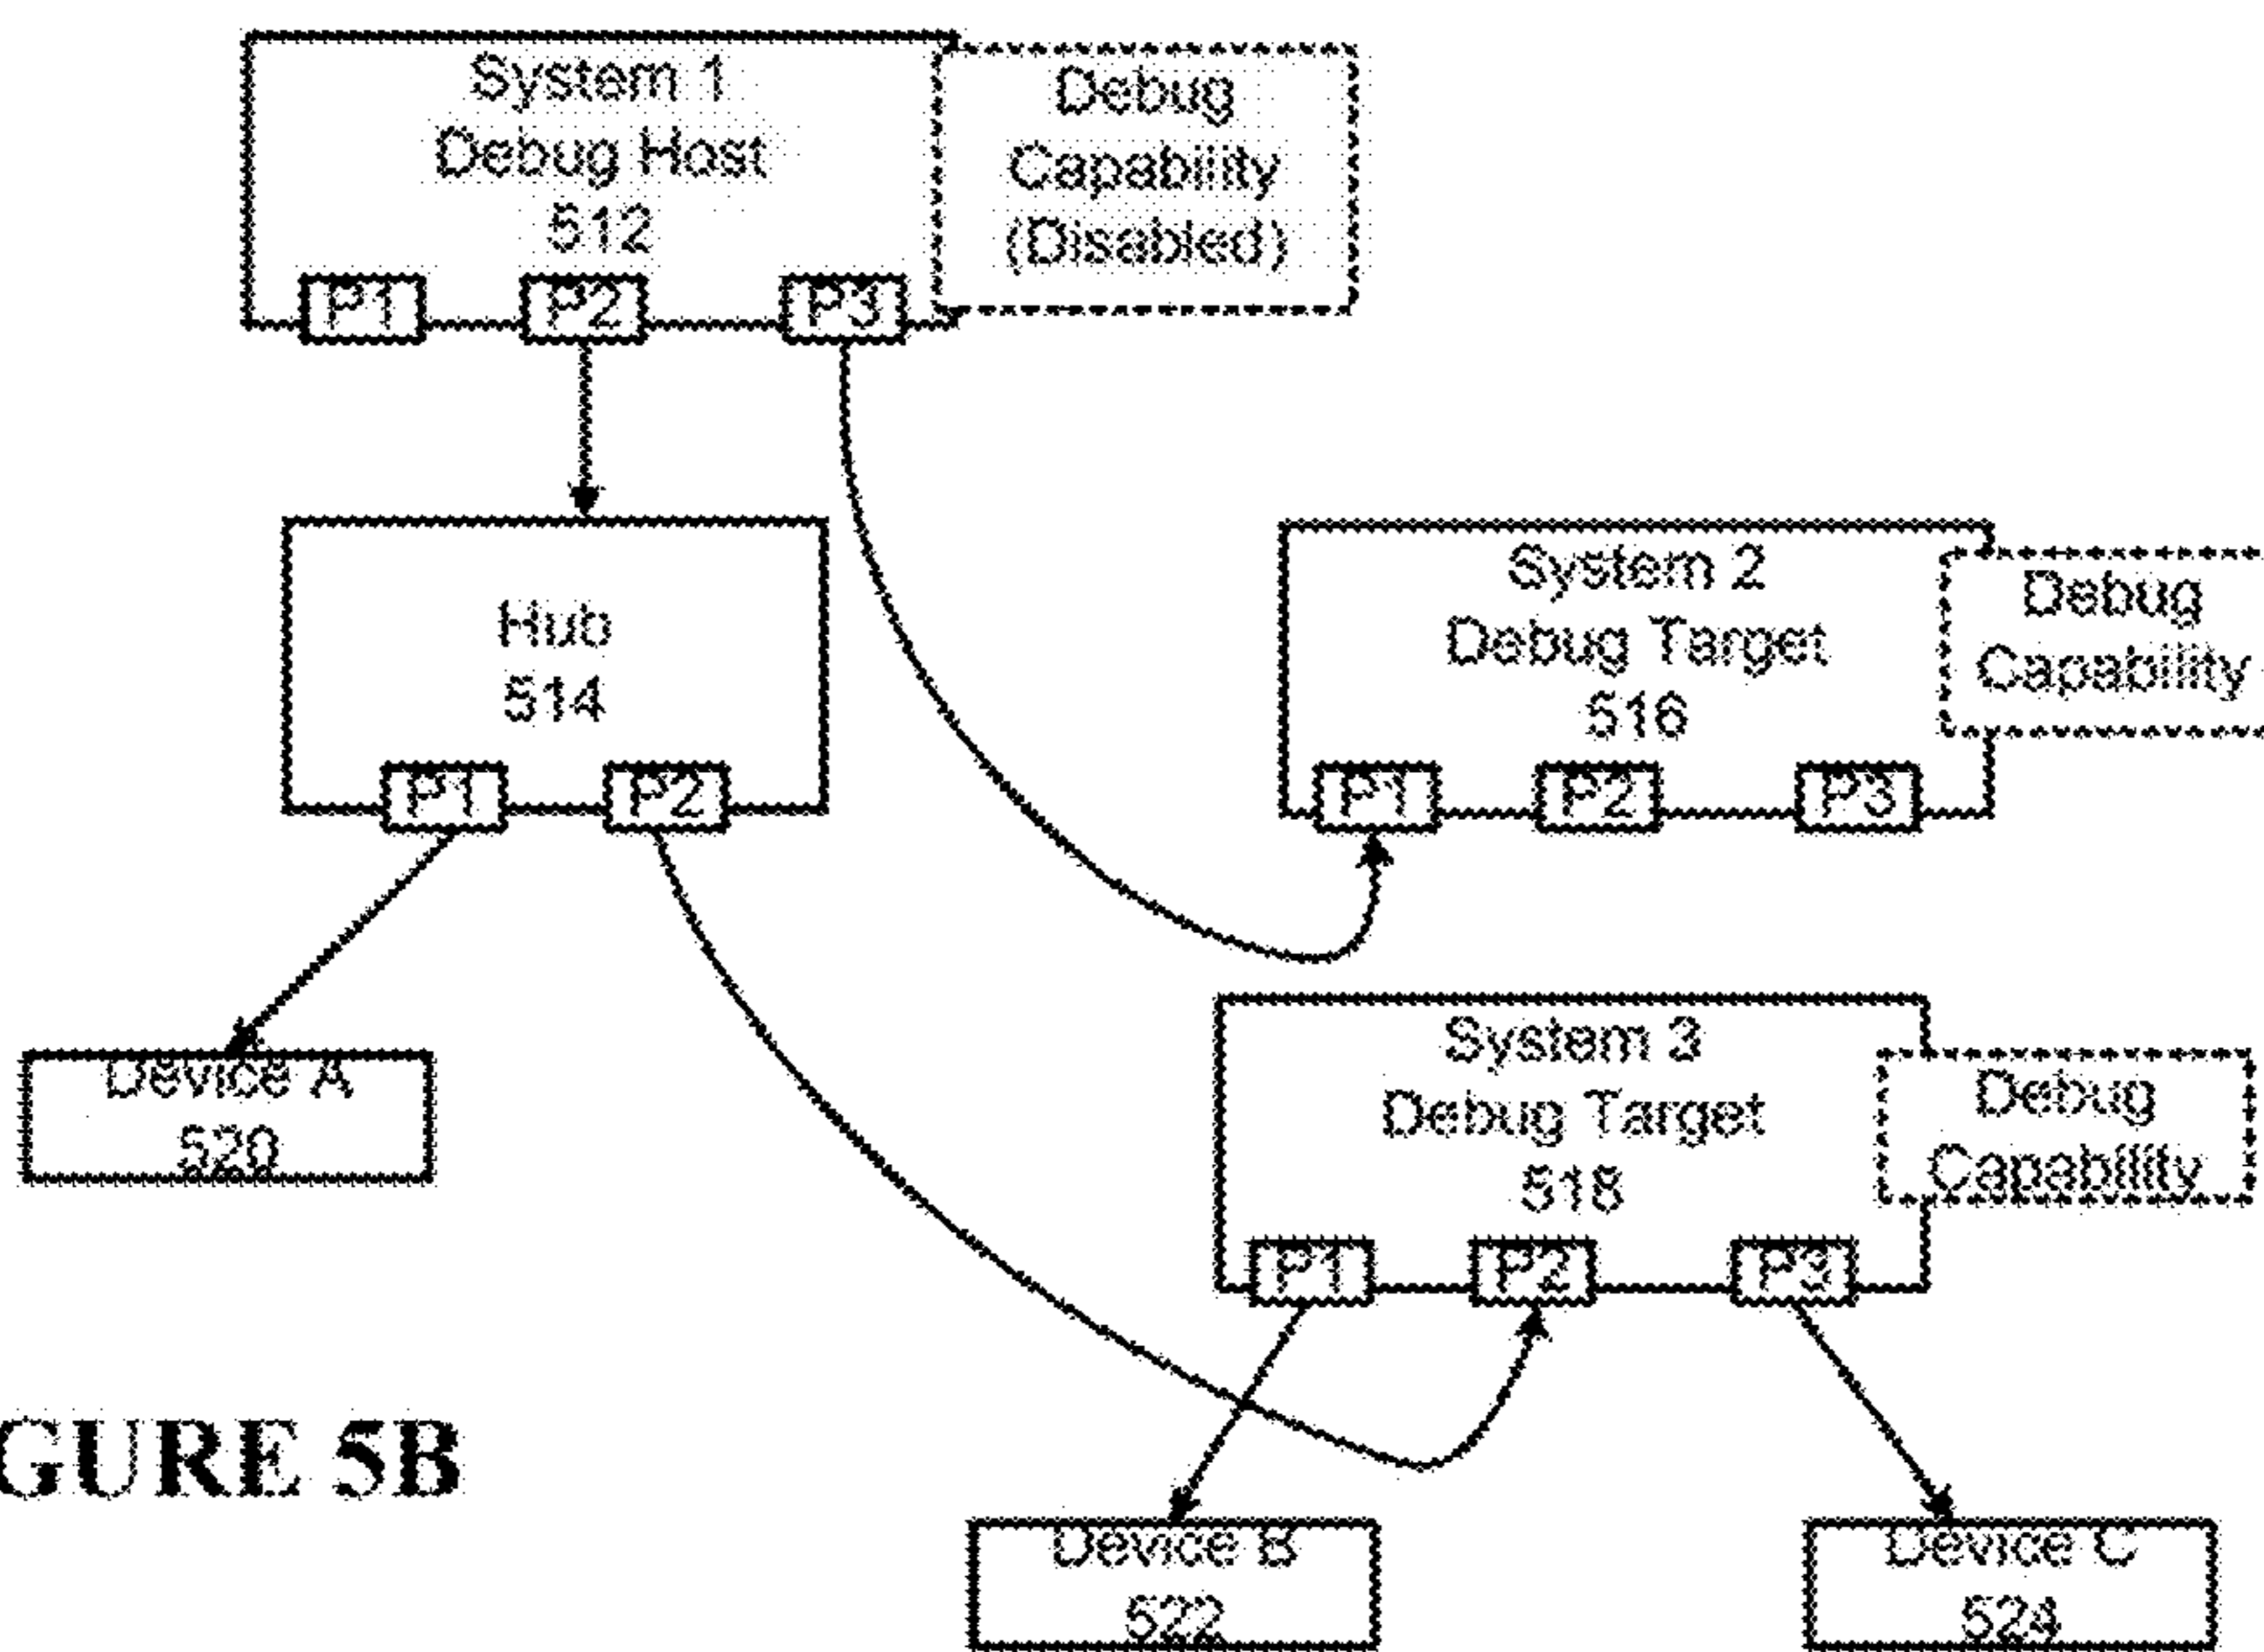 System 1
Debug Host
512
P1
P2
P3
Debug
Capability
(Disabled)
Hub
514
P1
P2
System 2
Debug Target
516
P1
P2
P3
Debug
Capability
Device A
520
System 3
Debug Target
518
P1
P2
P3
Debug
Capability
GURE 5B
Device B
522
Device C
524